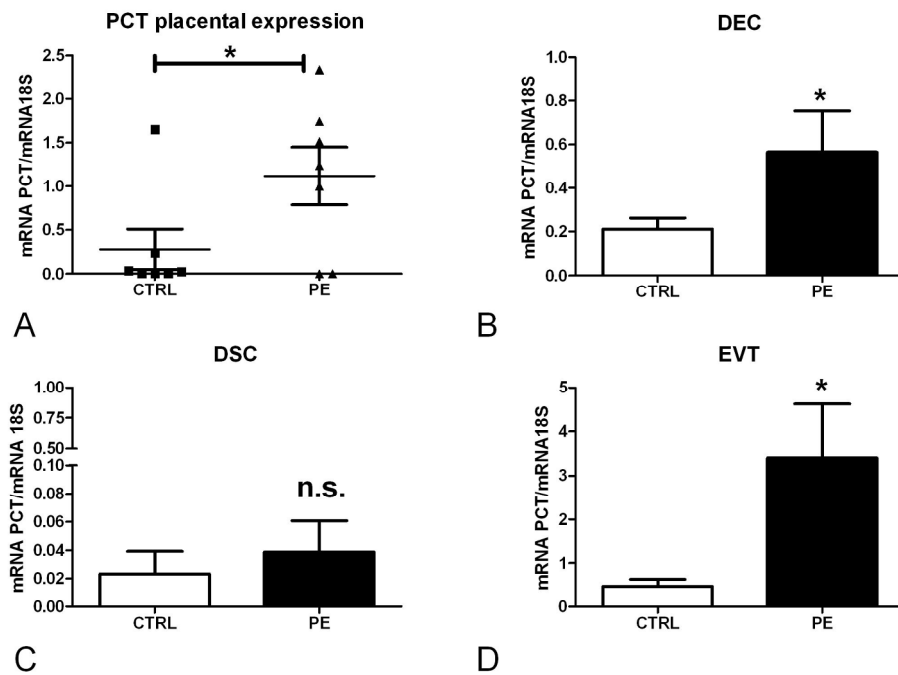 PCT placental expression
mRNA PCT/mRNA18S
2.5
2.0
1.5
1.0
0.5
0.0
*
CTRL
PE
A
DEC
mRNA PCT/mRNA18S
1.0
0.8
0.6
0.4
0.2
0.0
*
CTRL
PE
B
DSC
mRNA PCT/mRNA 18S
1.00
0.75
0.50
0.10
0.08
0.06
0.04
0.02
0.00
n.s.
CTRL
PE
C
EVT
mRNA PCT/mRNA18S
5
4
3
2
1
0
*
CTRL
PE
D